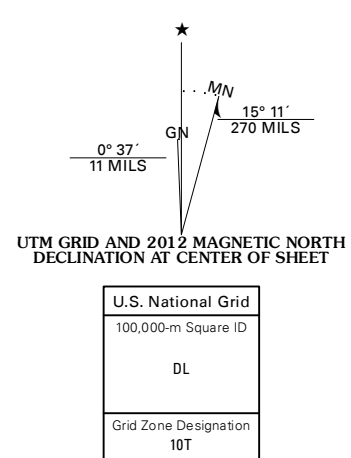 MN
15° 11´
270 MILS
GN
0° 37´
11 MILS
UTM GRID AND 2012 MAGNETIC NORTH
DECLINATION AT CENTER OF SHEET
U.S. National Grid
100,000-m Square ID
DL
Grid Zone Designation
10T